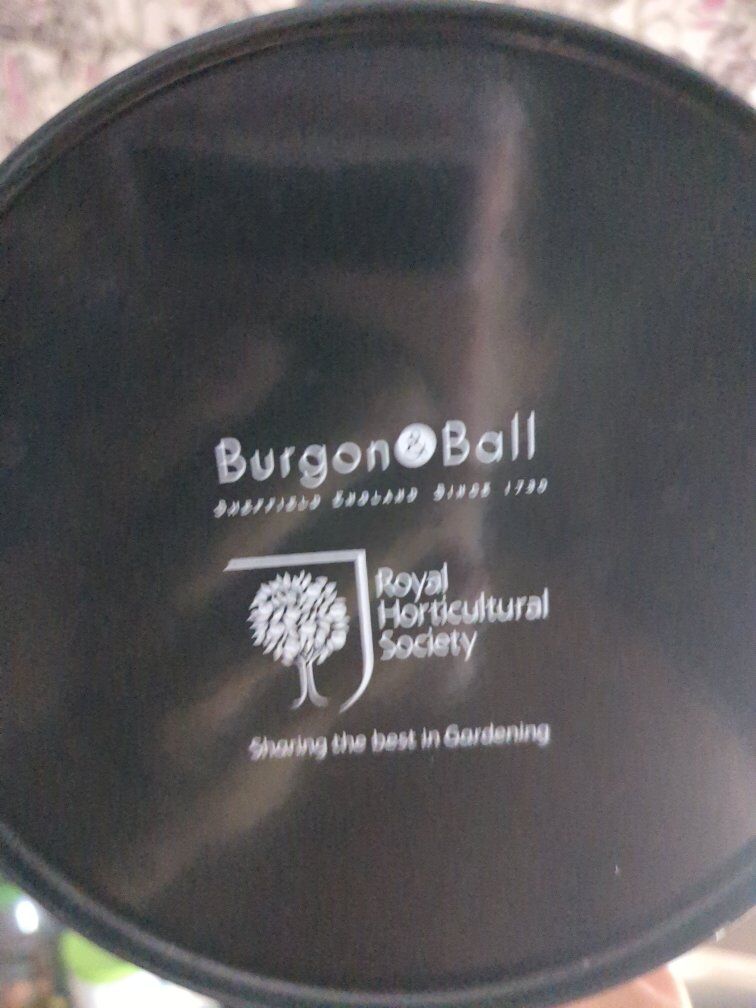 Burgon & Ball
SHEFFIELD ENGLAND SINCE 1730
Royal
Horticultural
Society
Sharing the best in Gardening